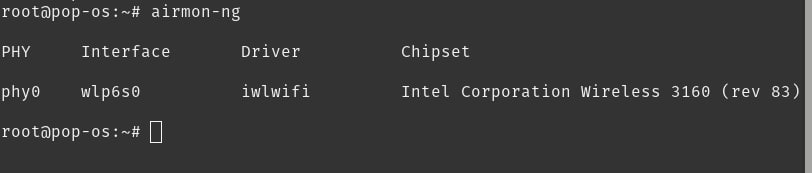 root@pop-os:~# airmon-ng
PHY Interface Driver Chipset
phy0 wlp6s0 iwlwifi Intel Corporation Wireless 3160 (rev 83)
root@pop-os:~#